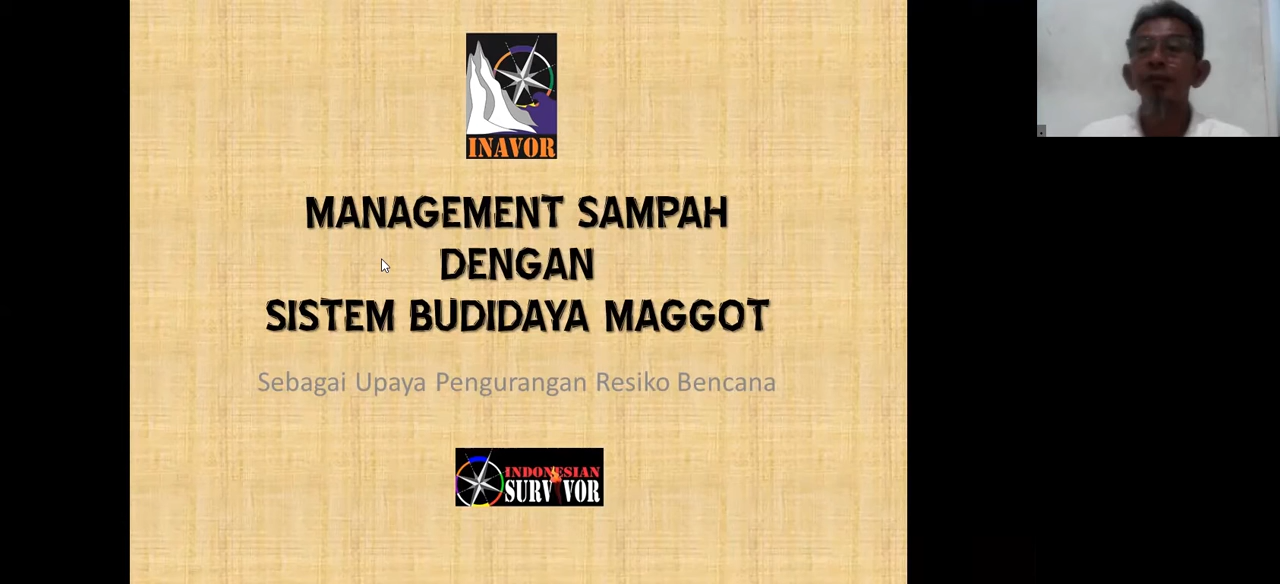 INAVOR
MANAGEMENT SAMPAH
DENGAN
SISTEM BUDIDAYA MAGGOT
Sebagai Upaya Pengurangan Resiko Bencana
INDONESIAN
SURVIVOR